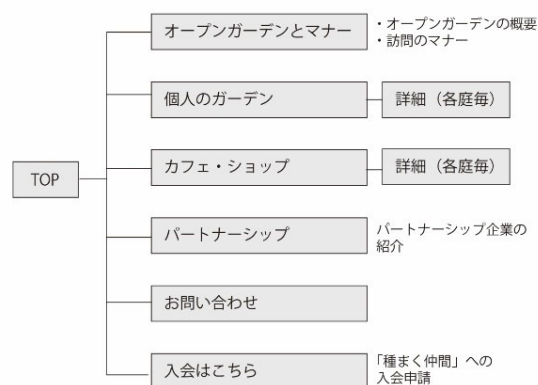 オープンガーデンとマナー
・オープンガーデンの概要
・訪問のマナー
個人のガーデン
詳細（各庭毎）
カフェ・ショップ
詳細（各庭毎）
TOP
パートナーシップ
パートナーシップ企業の
紹介
お問い合わせ
入会はこちら
「種まく仲間」への
入会申請